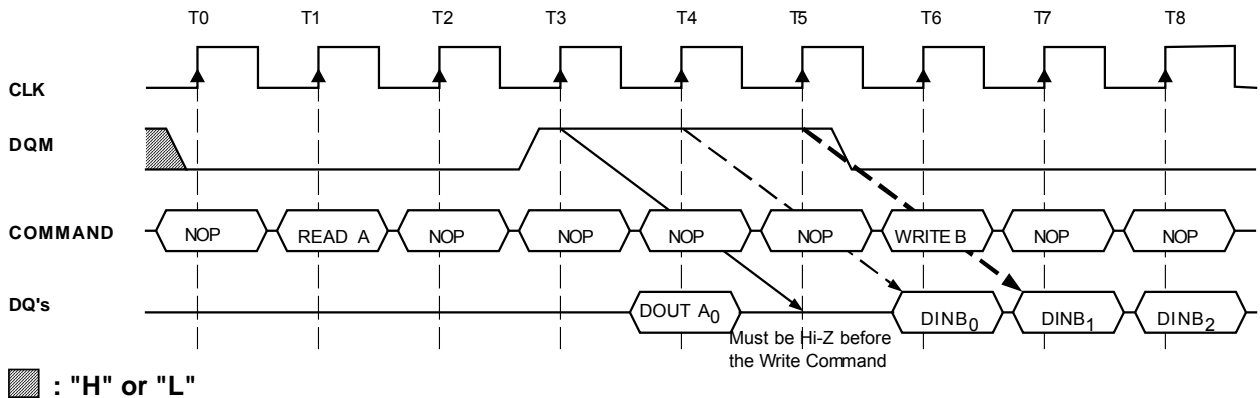 T0 T1 T2 T3 T4 T5 T6 T7 T8
CLK
DQM
COMMAND NOP READ A NOP NOP NOP NOP WRITE B NOP NOP
DQ's DOUT A0 DINB0 DINB1 DINB2
Must be Hi-Z before
the Write Command
: "H" or "L"